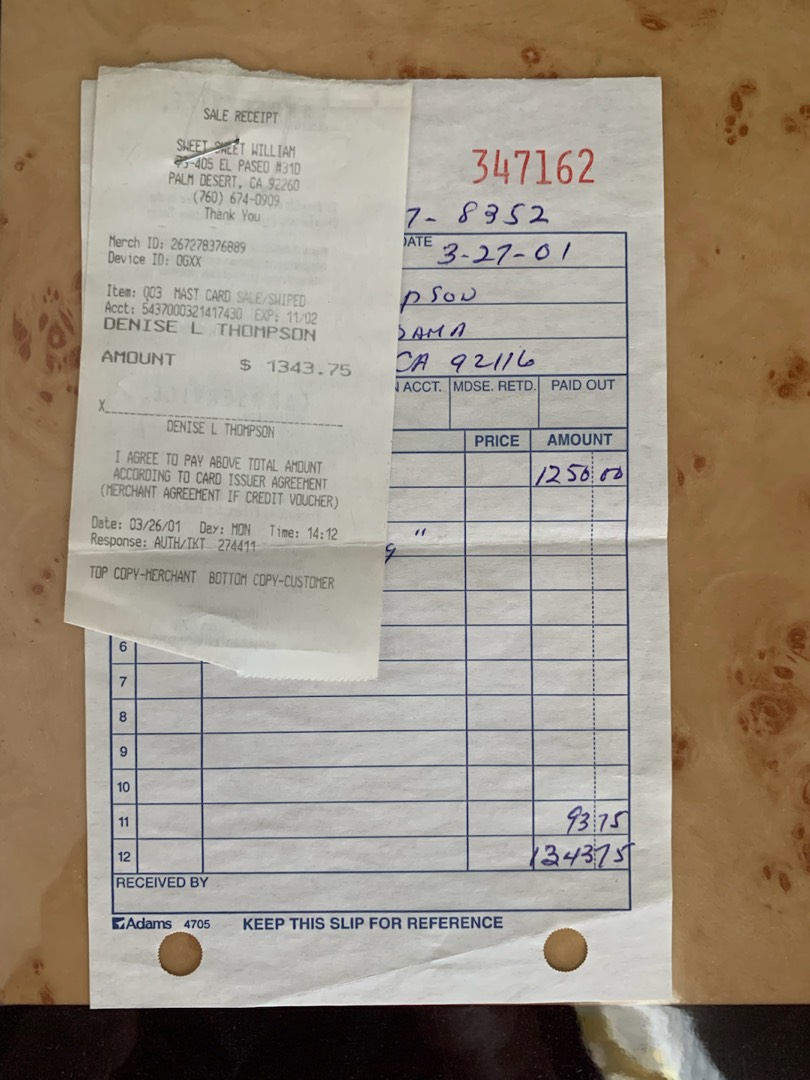 SALE RECEIPT
SWEET SWEET WILLIAM
73-405 EL PASEO #31D
PALM DESERT, CA 92260
(760) 674-0909
Thank You
Merch ID: 267278376889
Device ID: 0GXX
Item: 003 MAST CARD SALE/SWIPED
Acct: 5437000321417430 EXP: 11/02
DENISE L THOMPSON
AMOUNT $ 1343.75
X
DENISE L THOMPSON
I AGREE TO PAY ABOVE TOTAL AMOUNT
ACCORDING TO CARD ISSUER AGREEMENT
(MERCHANT AGREEMENT IF CREDIT VOUCHER)
Date: 03/26/01 Day: MON Time: 14:12
Response: AUTH/TKT 274411
TOP COPY-MERCHANT BOTTOM COPY-CUSTOMER
347162
7- 8352
DATE 3-27-01
pson
DAMA
CA 92116
N ACCT. MDSE. RETD. PAID OUT
PRICE AMOUNT
1250 00
"
g
6
7
8
9
10
11 93 75
12 1343 75
RECEIVED BY
Adams 4705 KEEP THIS SLIP FOR REFERENCE